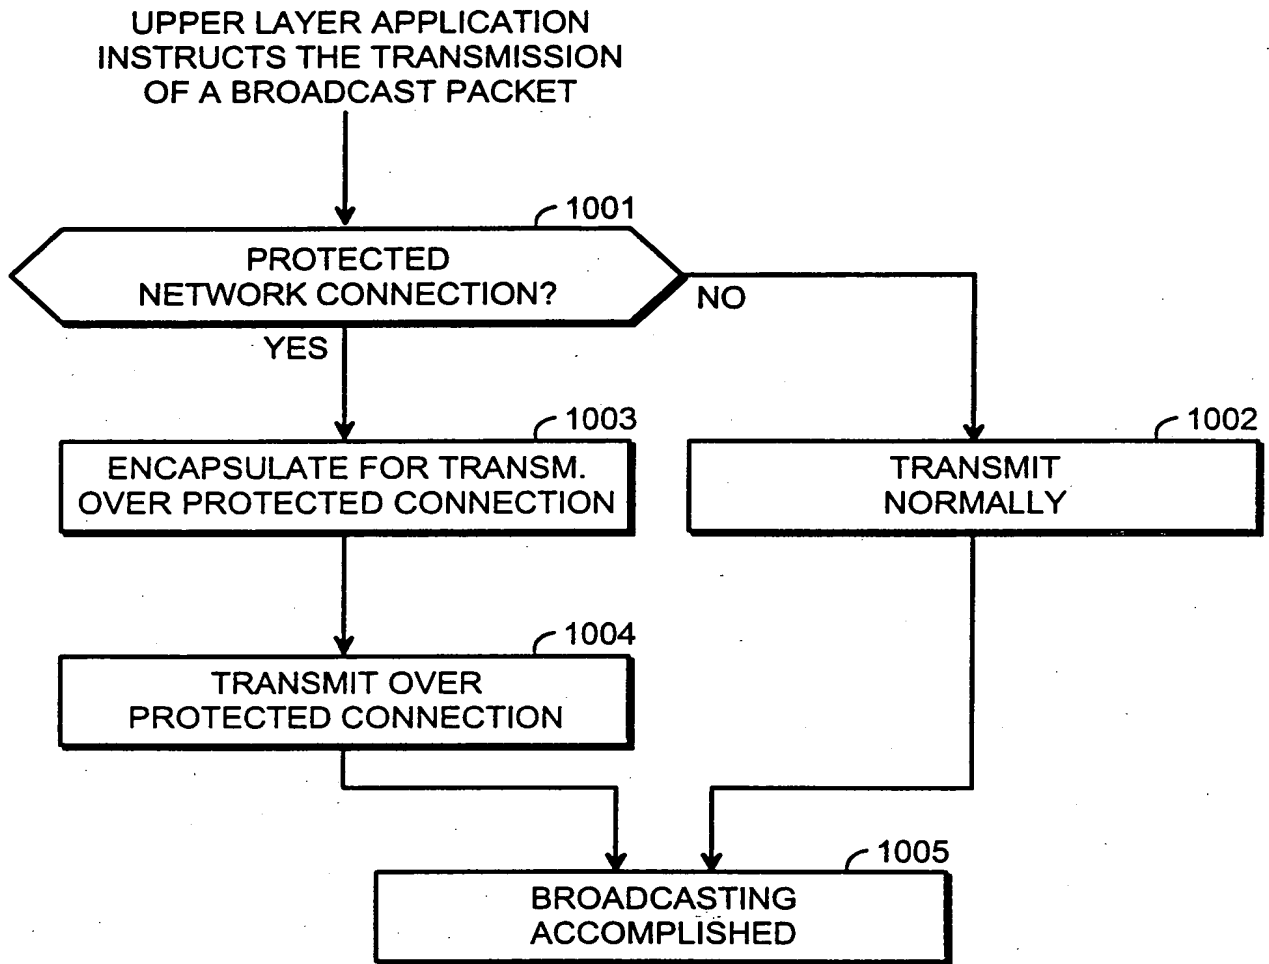 UPPER LAYER APPLICATION
INSTRUCTS THE TRANSMISSION
OF A BROADCAST PACKET
1001
PROTECTED
NETWORK CONNECTION?
NO
YES
1003
ENCAPSULATE FOR TRANSM.
OVER PROTECTED CONNECTION
1002
TRANSMIT
NORMALLY
1004
TRANSMIT OVER
PROTECTED CONNECTION
1005
BROADCASTING
ACCOMPLISHED